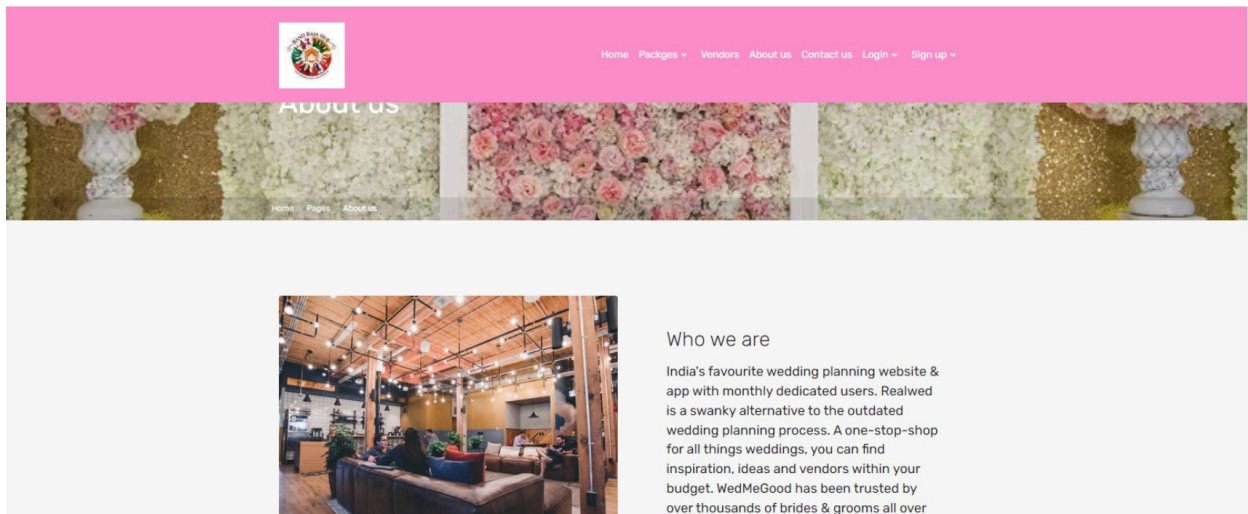 BAND BAJA HUB
Home Packges Vendors About us Contact us Login Sign up
About us
Home Pages About us
Who we are
India's favourite wedding planning website &
app with monthly dedicated users. Realwed
is a swanky alternative to the outdated
wedding planning process. A one-stop-shop
for all things weddings, you can find
inspiration, ideas and vendors within your
budget. WedMeGood has been trusted by
over thousands of brides & grooms all over